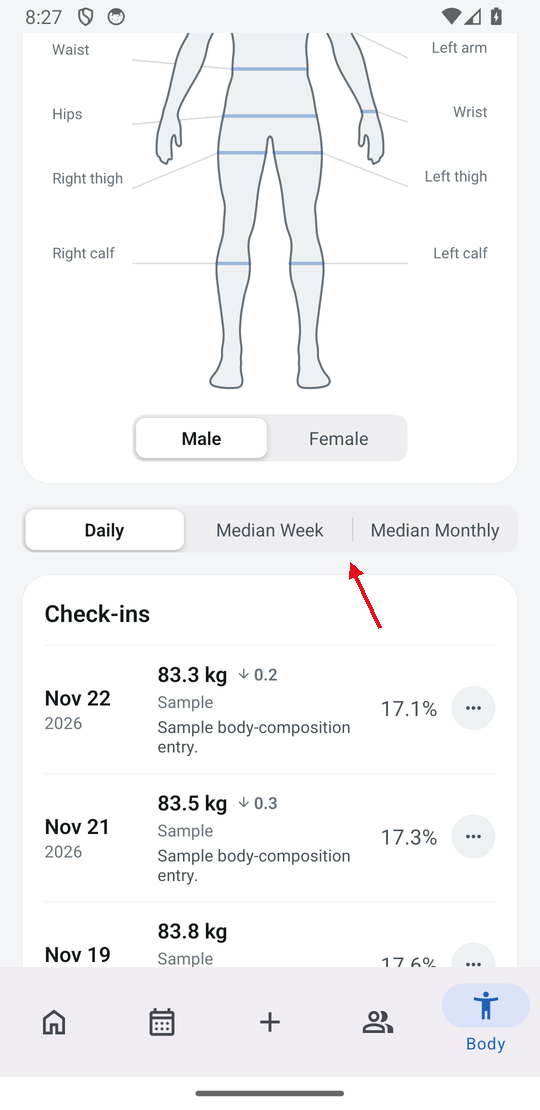 8:27
Waist
Left arm
Hips
Wrist
Right thigh
Left thigh
Right calf
Left calf
Male
Female
Daily
Median Week
Median Monthly
Check-ins
Nov 22
2026
83.3 kg ↓ 0.2
Sample
Sample body-composition
entry.
17.1%
Nov 21
2026
83.5 kg ↓ 0.3
Sample
Sample body-composition
entry.
17.3%
Nov 19
83.8 kg
Sample
17.6%
Body